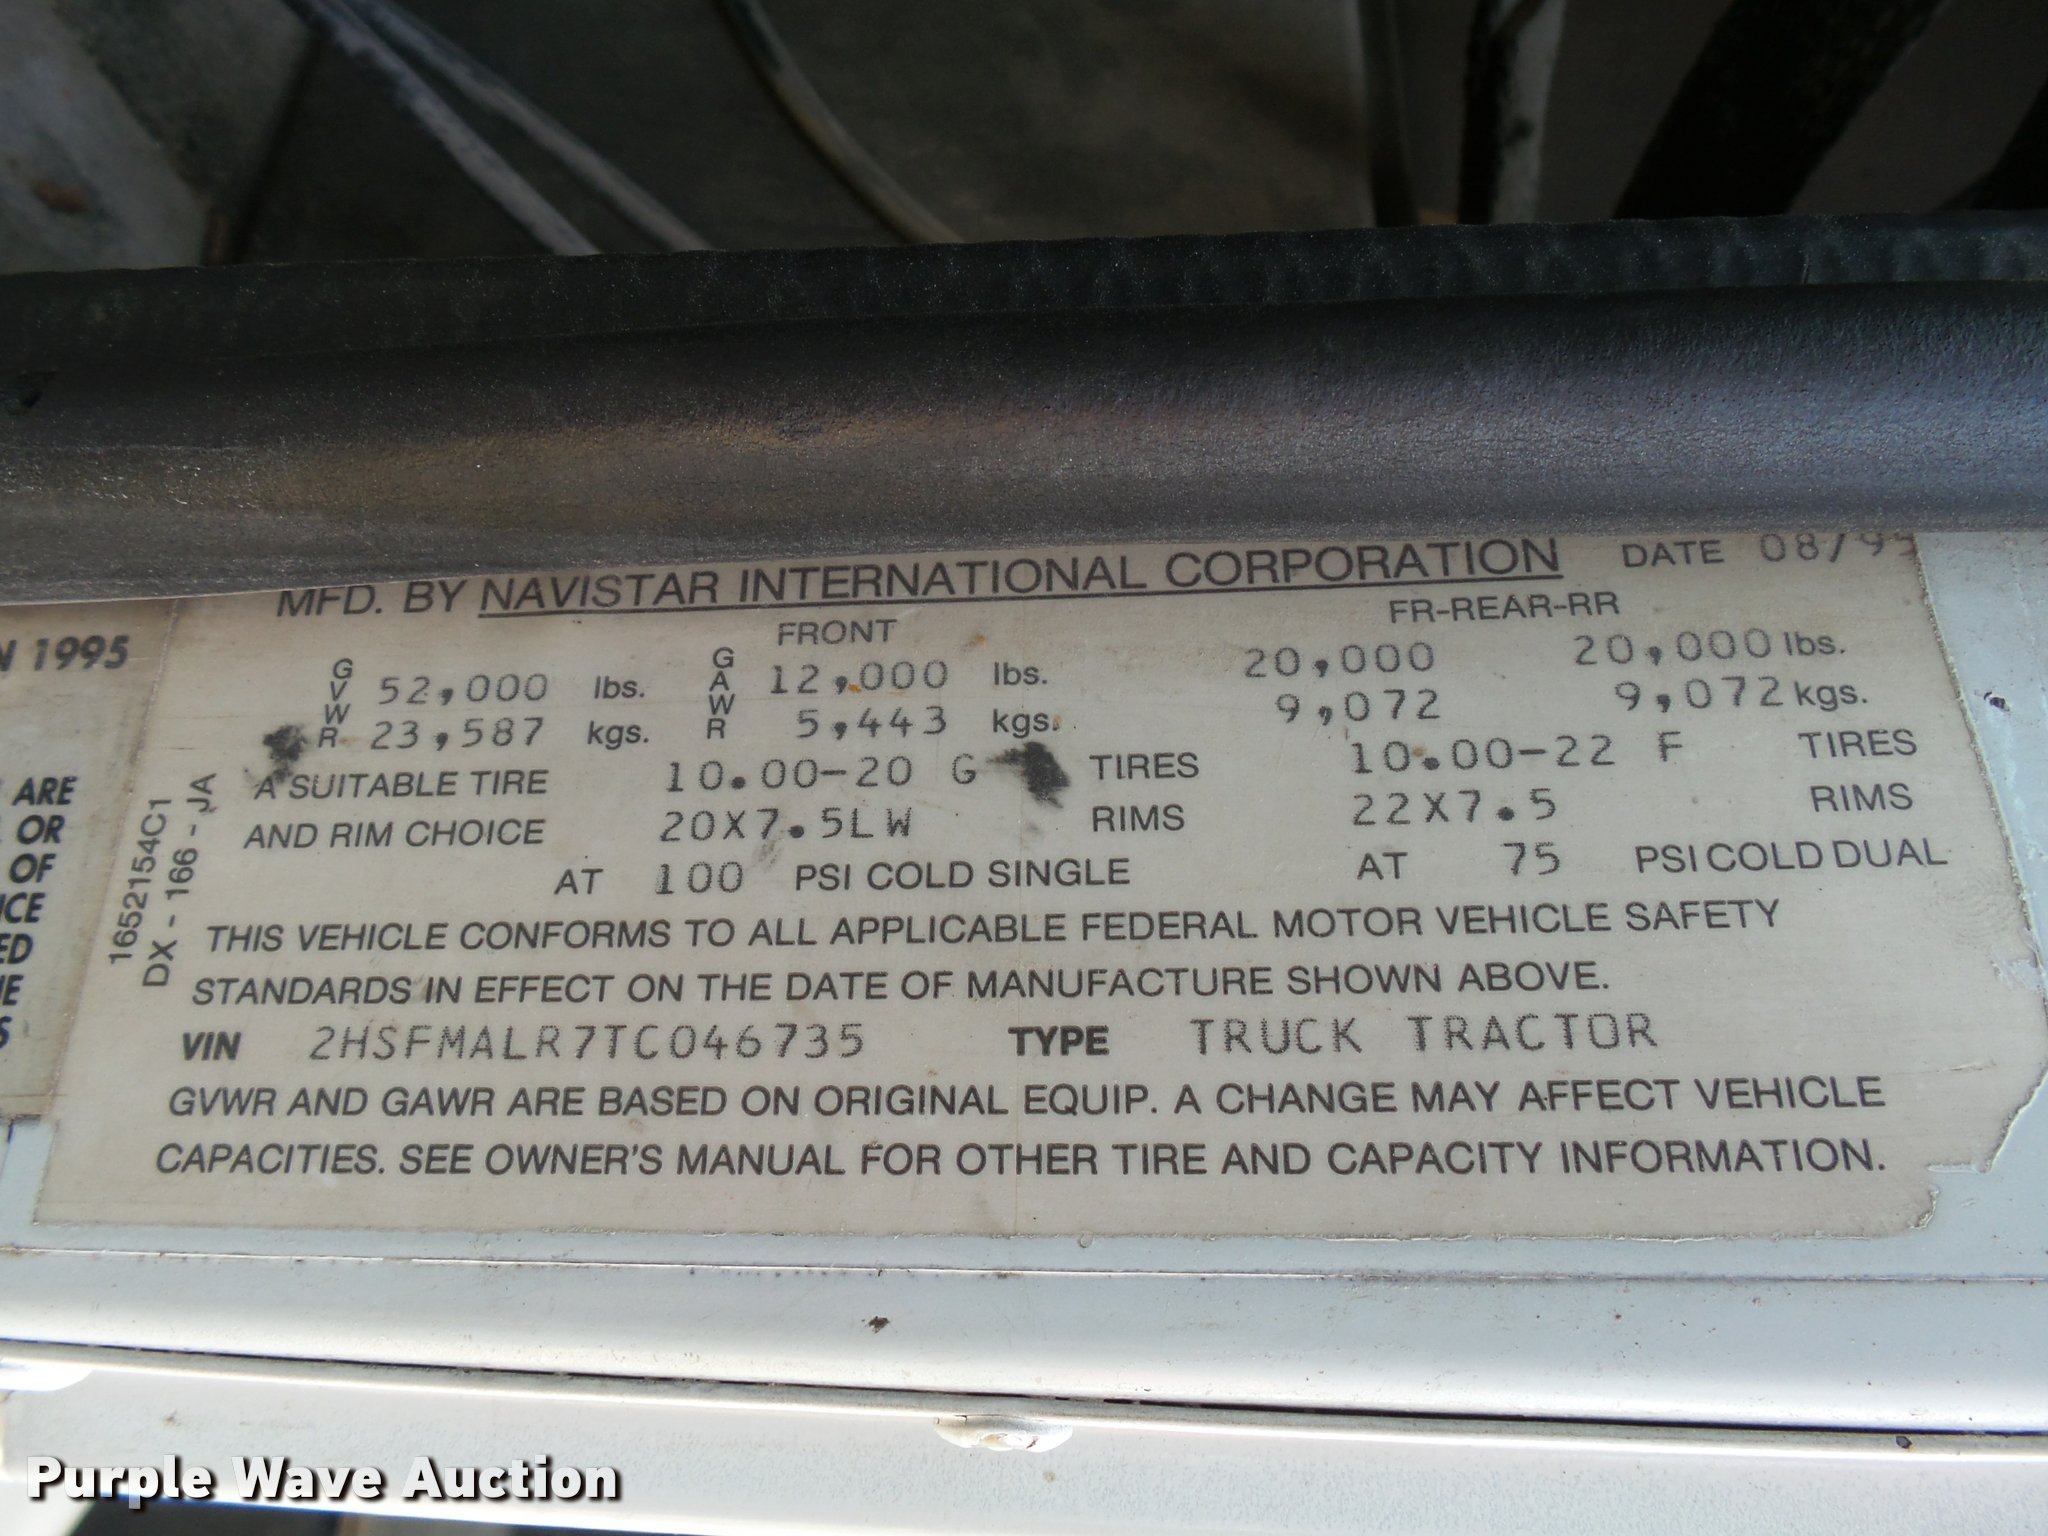 MFD. BY NAVISTAR INTERNATIONAL CORPORATION DATE 08/95
FRONT FR-REAR-RR
GVWR 52,000 lbs. GAWR 12,000 lbs. 20,000 20,000 lbs.
23,587 kgs. 5,443 kgs. 9,072 9,072 kgs.
A SUITABLE TIRE 10.00-20 G TIRES 10.00-22 F TIRES
AND RIM CHOICE 20X7.5LW RIMS 22X7.5 RIMS
AT 100 PSI COLD SINGLE AT 75 PSI COLD DUAL
THIS VEHICLE CONFORMS TO ALL APPLICABLE FEDERAL MOTOR VEHICLE SAFETY
STANDARDS IN EFFECT ON THE DATE OF MANUFACTURE SHOWN ABOVE.
VIN 2HSFMALR7TC046735 TYPE TRUCK TRACTOR
GVWR AND GAWR ARE BASED ON ORIGINAL EQUIP. A CHANGE MAY AFFECT VEHICLE
CAPACITIES. SEE OWNER'S MANUAL FOR OTHER TIRE AND CAPACITY INFORMATION.
1652154C1
DX - 166 - JA
1995
ARE
OR
OF
Purple Wave Auction